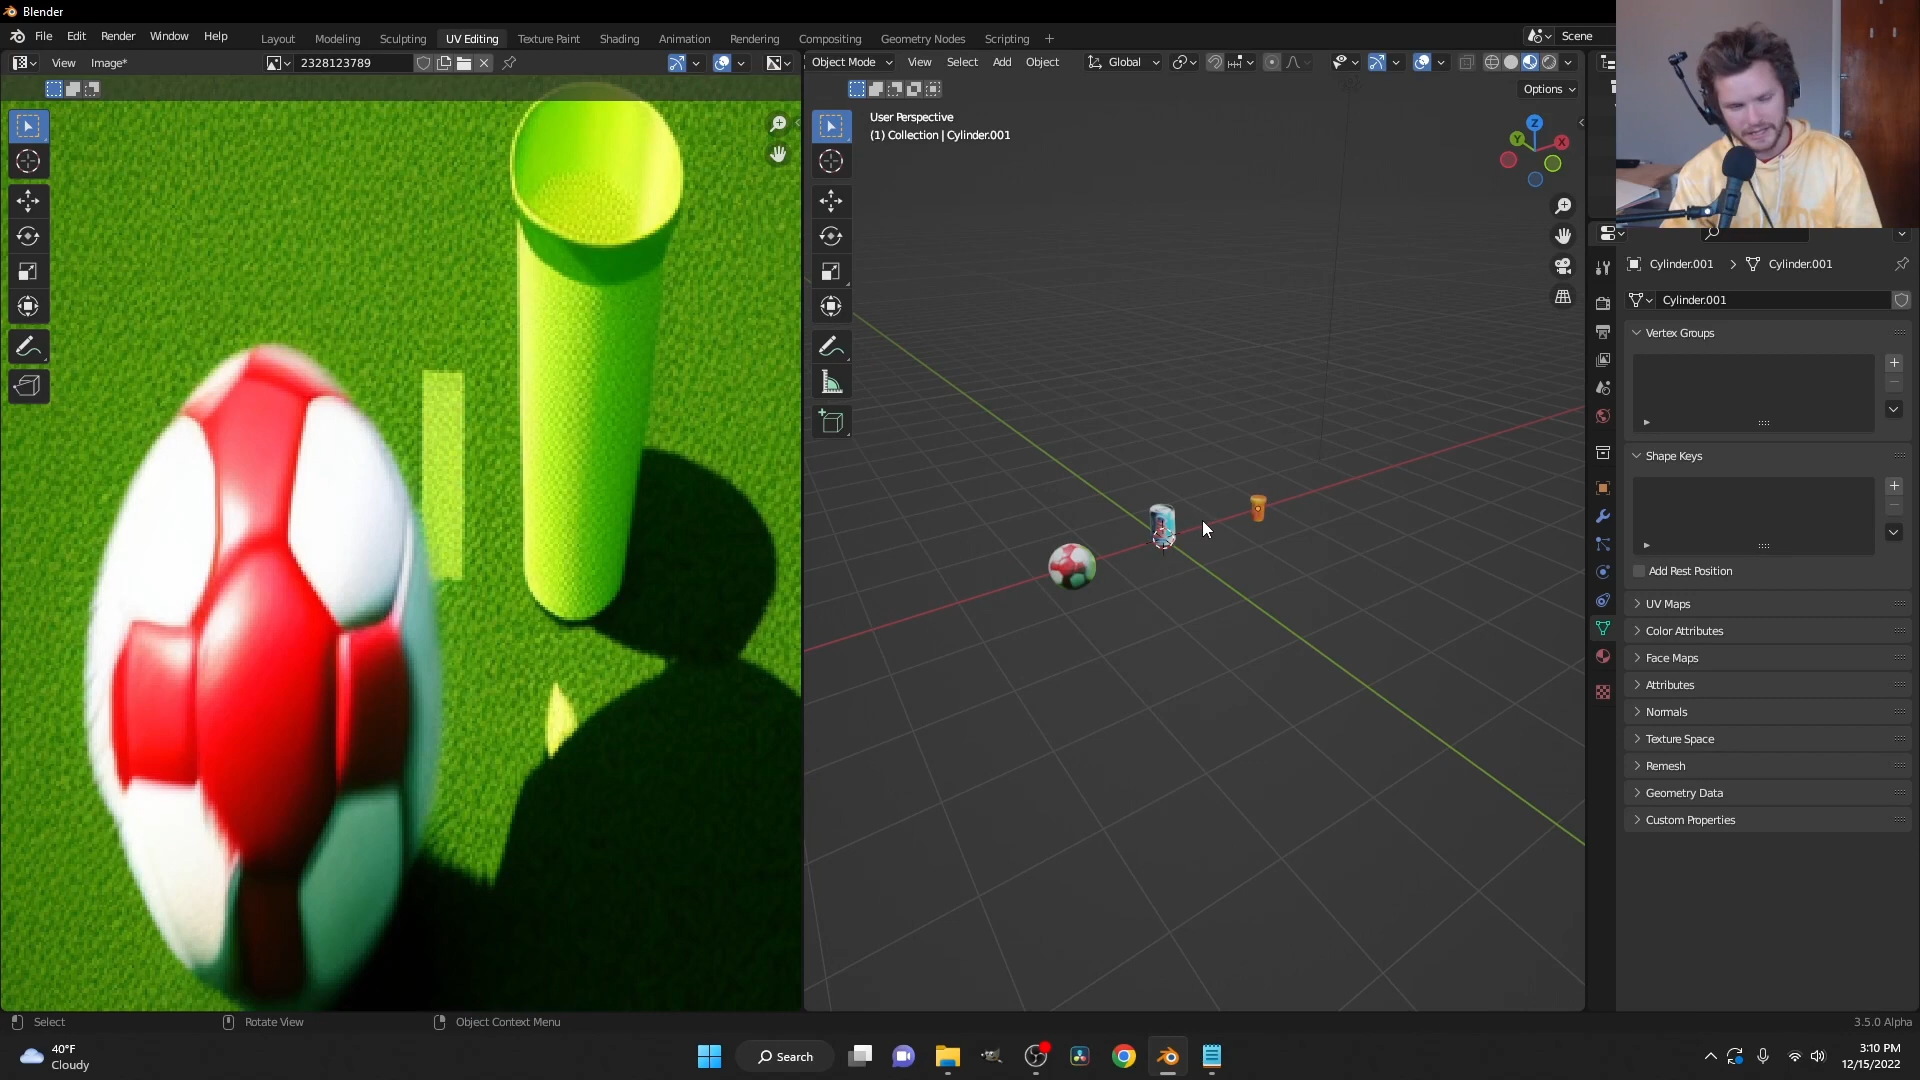 Blender
File Edit Render Window Help
Layout Modeling Sculpting UV Editing Texture Paint Shading Animation Rendering Compositing Geometry Nodes Scripting +
Scene
View Image* 2328123789
Object Mode View Select Add Object Global
Options
User Perspective
(1) Collection | Cylinder.001
Z
Y
X
Cylinder.001 > Cylinder.001
Cylinder.001
Vertex Groups
Shape Keys
Add Rest Position
UV Maps
Color Attributes
Face Maps
Attributes
Normals
Texture Space
Remesh
Geometry Data
Custom Properties
Select Rotate View Object Context Menu 3.5.0 Alpha
40°F
Cloudy
Search
3:10 PM
12/15/2022